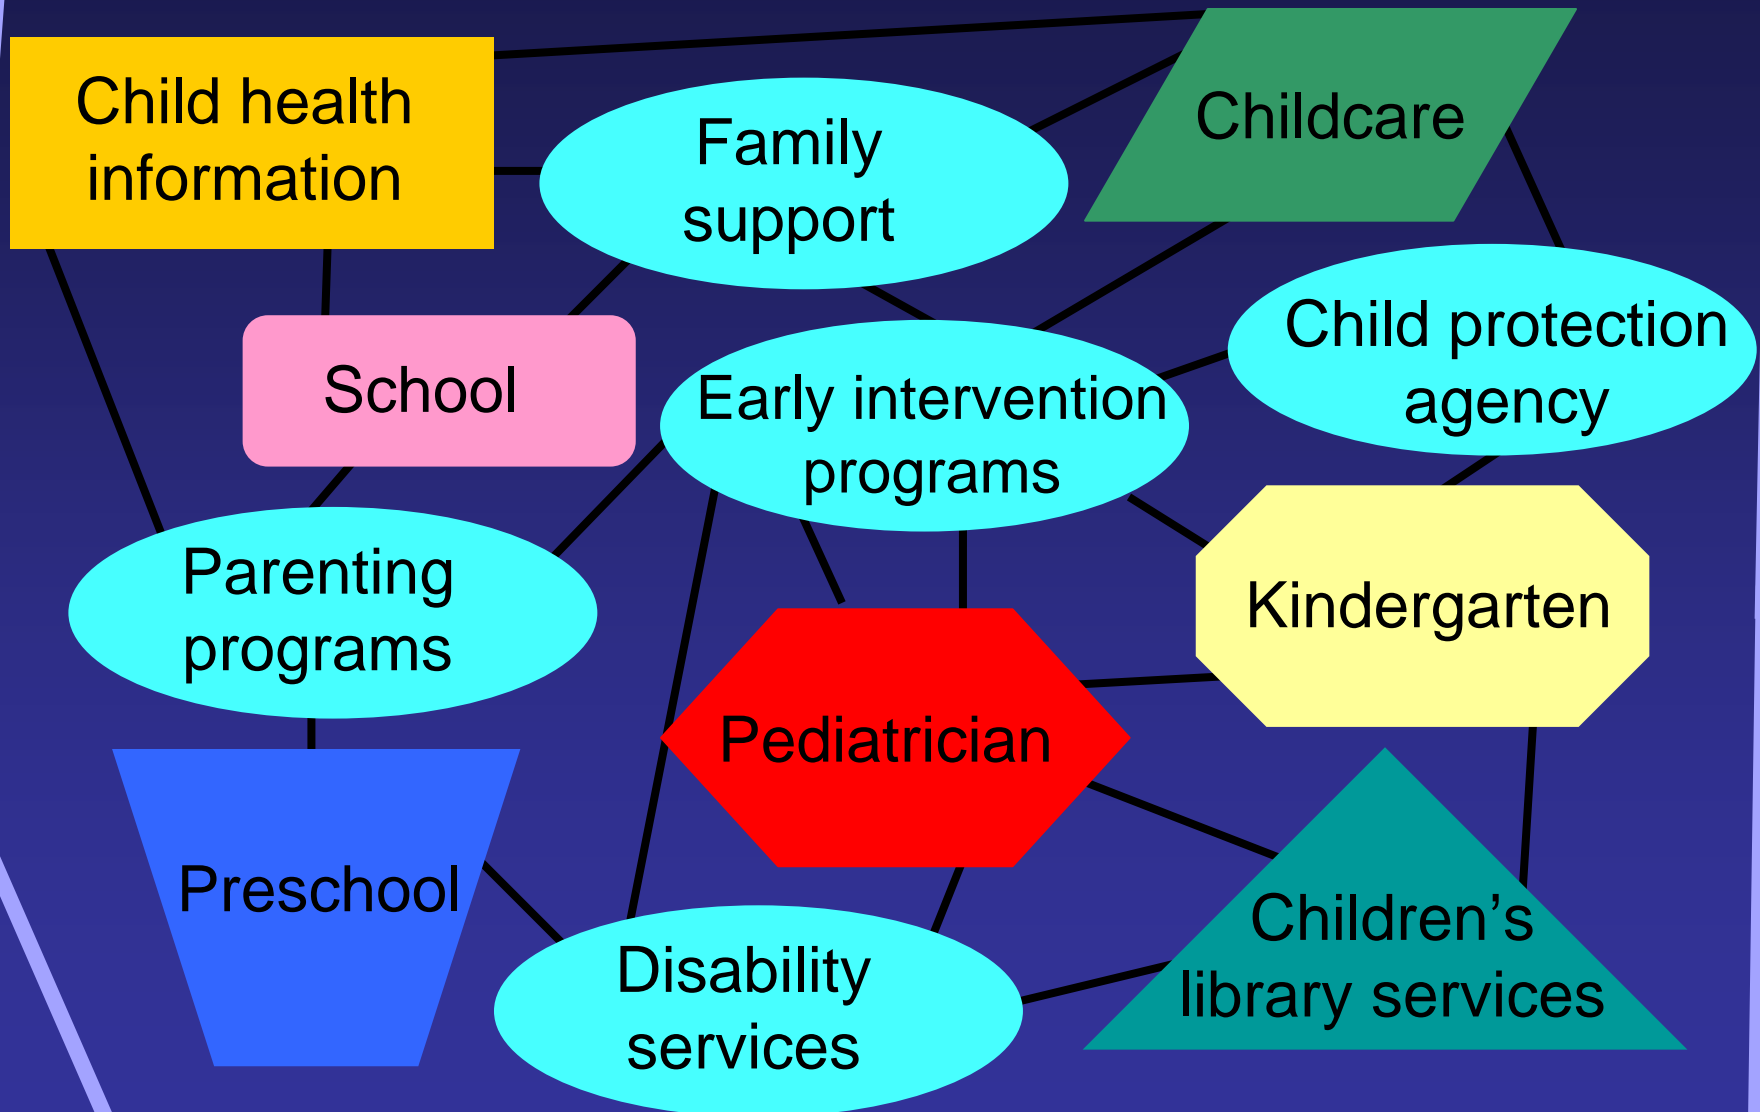 Child health
information
Family
support
Childcare
School
Early intervention
programs
Child protection
agency
Parenting
programs
Kindergarten
Pediatrician
Preschool
Disability
services
Children’s
library services